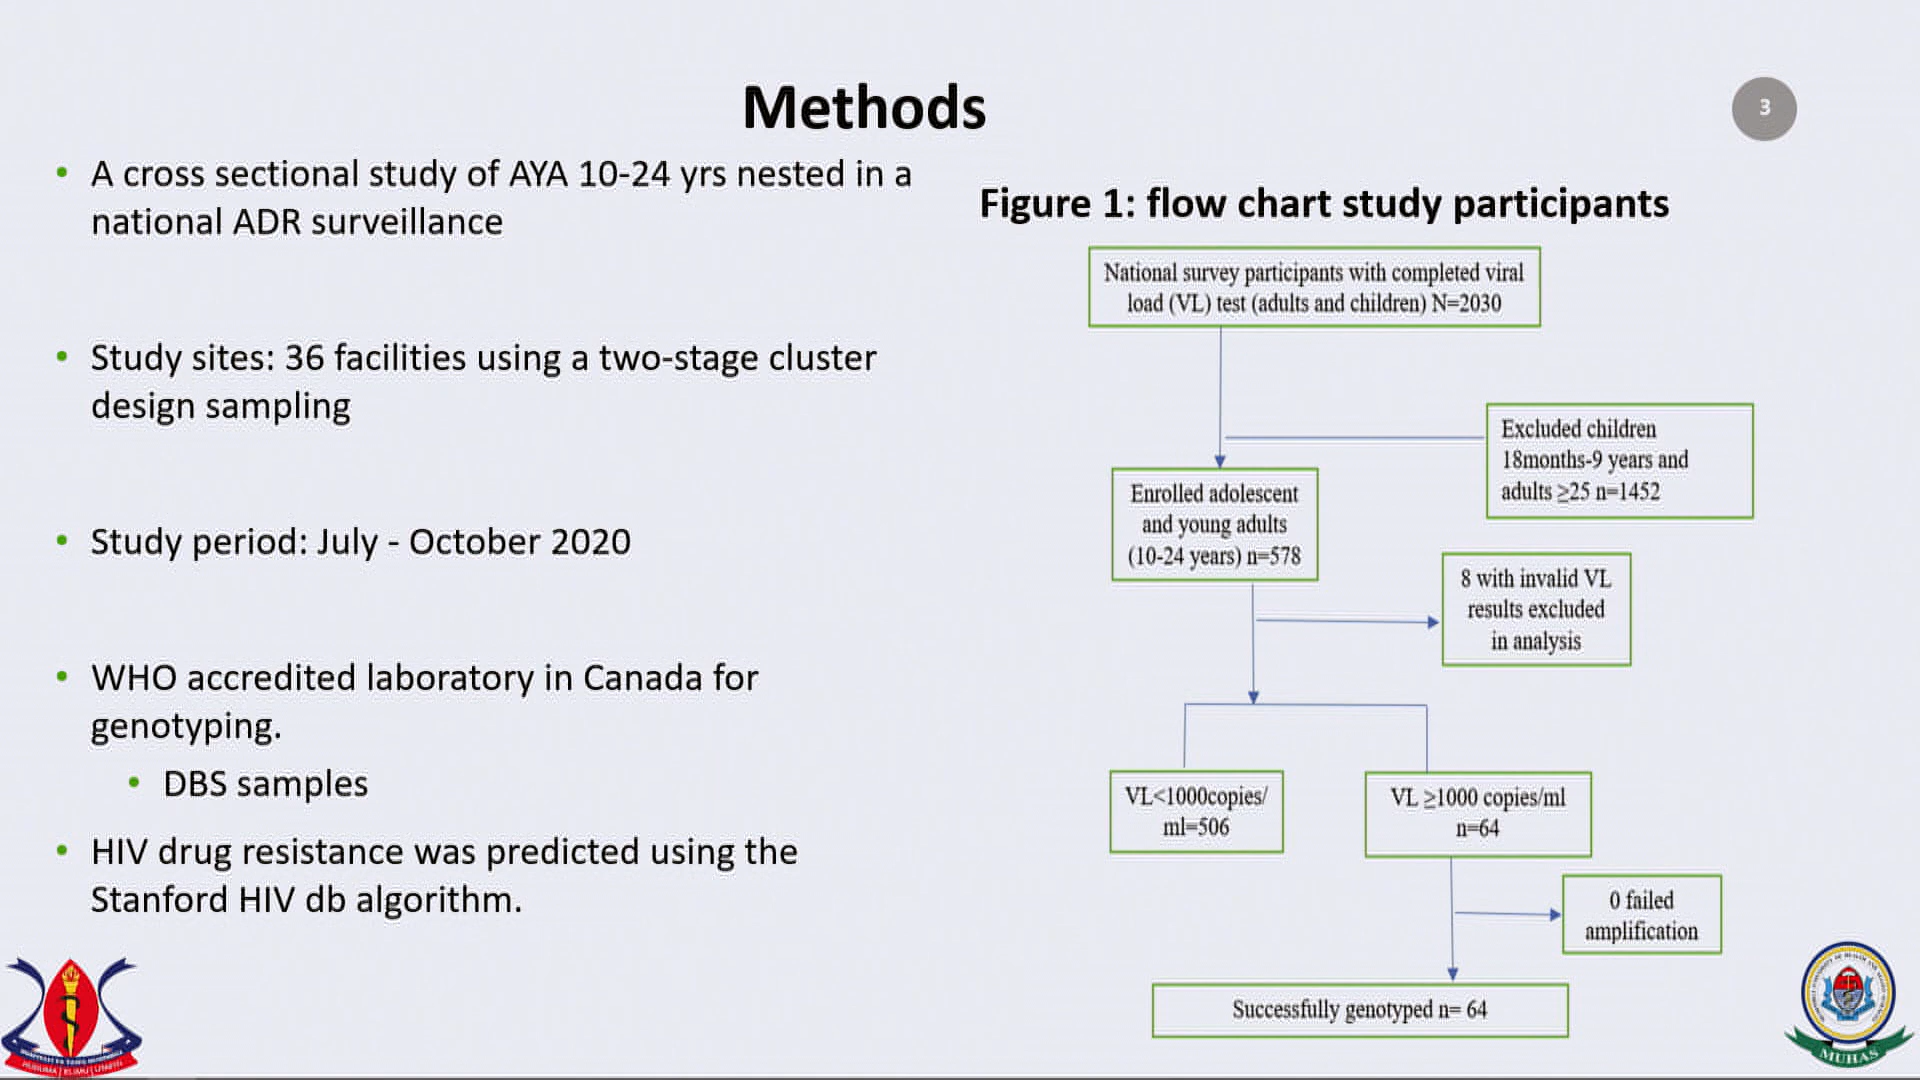 Methods
3
• A cross sectional study of AYA 10-24 yrs nested in a
national ADR surveillance
• Study sites: 36 facilities using a two-stage cluster
design sampling
• Study period: July - October 2020
• WHO accredited laboratory in Canada for
genotyping.
• DBS samples
• HIV drug resistance was predicted using the
Stanford HIV db algorithm.
Figure 1: flow chart study participants
National survey participants with completed viral
load (VL) test (adults and children) N=2030
Excluded children
18months-9 years and
adults ≥25 n=1452
Enrolled adolescent
and young adults
(10-24 years) n=578
8 with invalid VL
results excluded
in analysis
VL<1000copies/
ml=506
VL ≥1000 copies/ml
n=64
0 failed
amplification
Successfully genotyped n= 64
MUHAS